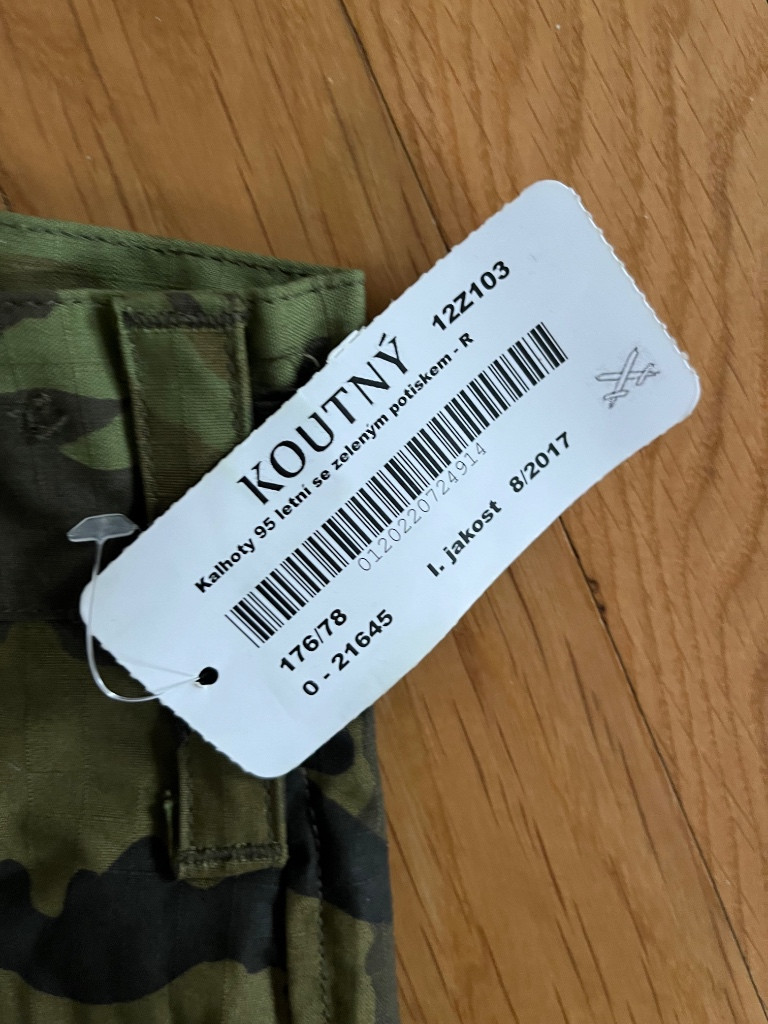 KOUTNÝ 12Z103
Kalhoty 95 letní se zeleným potiskem - R
0120220724914
176/78 I. jakost 8/2017
0 - 21645